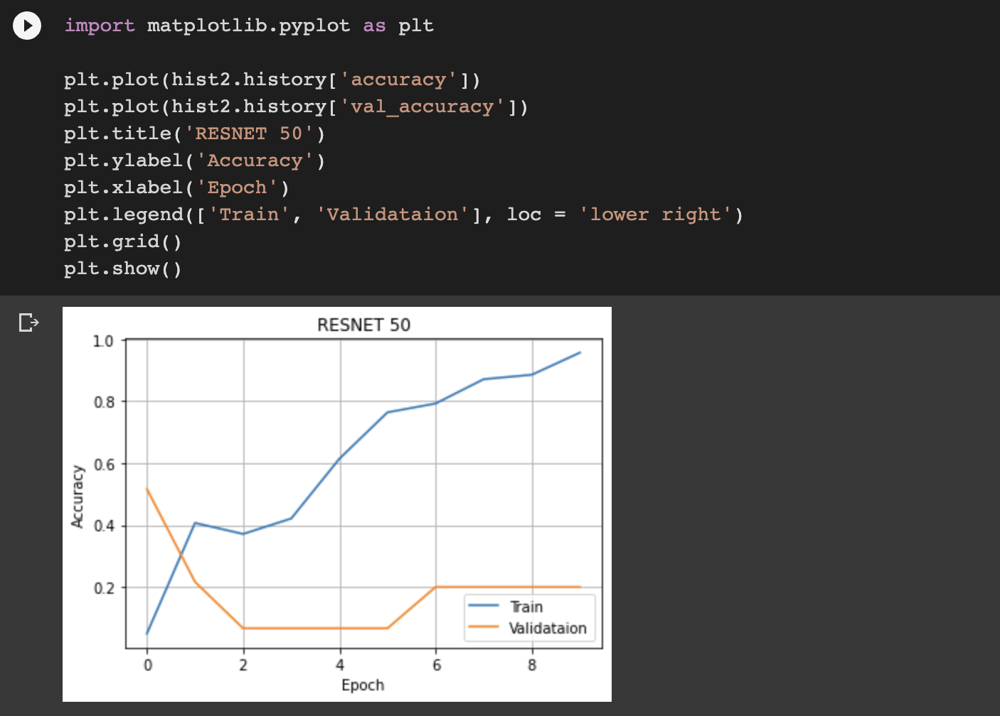 import matplotlib.pyplot as plt
plt.plot(hist2.history['accuracy'])
plt.plot(hist2.history['val_accuracy'])
plt.title('RESNET 50')
plt.ylabel('Accuracy')
plt.xlabel('Epoch')
plt.legend(['Train', 'Validataion'], loc = 'lower right')
plt.grid()
plt.show()
RESNET 50
1.0
0.8
0.6
0.4
0.2
Accuracy
Train
Validataion
0 2 4 6 8
Epoch